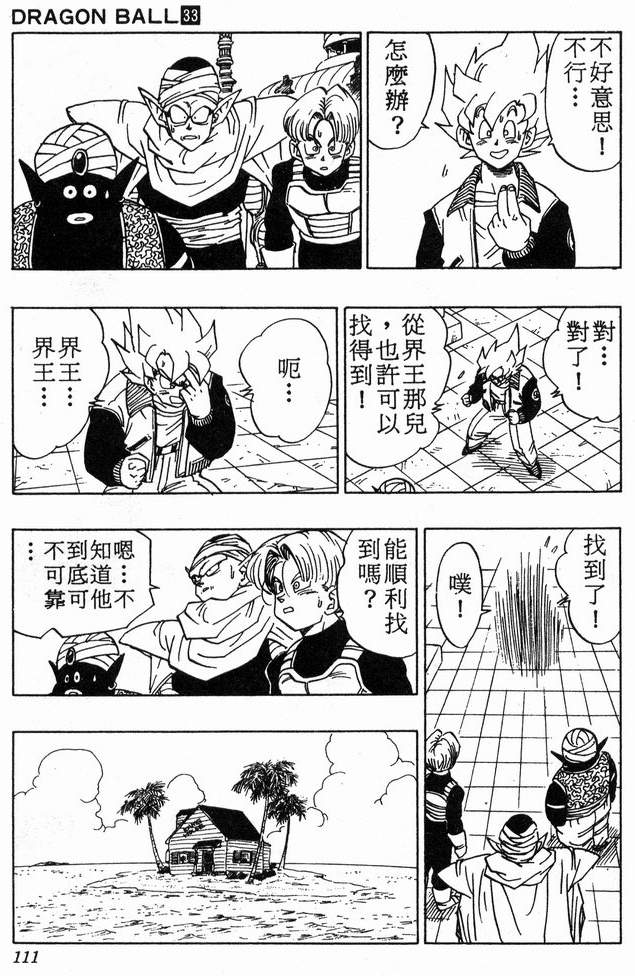 DRAGON BALL 33
不好意思！
不行…
怎麼辦？
對…
對了！
從界王那兒
，也許可以
找得到！
呃…
界王…
界王…
找到了！
噗！
能順利找
到嗎？
嗯…不
知道他
到底可
不可靠
…
111